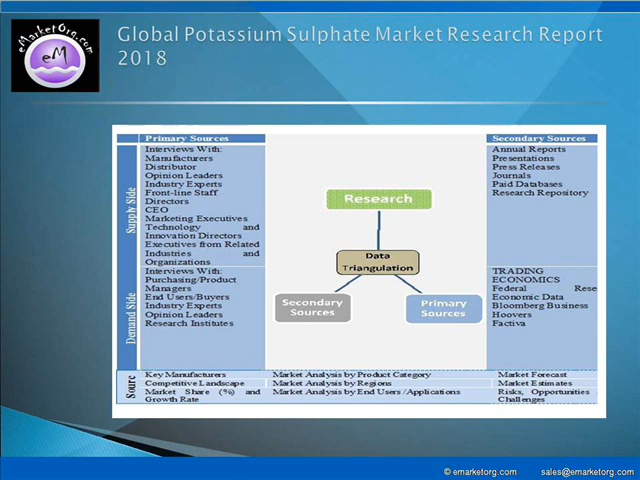 eMarketOrg.com
eM
Global Potassium Sulphate Market Research Report
2018
Primary Sources
Secondary Sources
Supply Side
Interviews With:
Manufacturers
Distributor
Opinion Leaders
Industry Experts
Front-line Staff
Directors
CEO
Marketing Executives
Technology and
Innovation Directors
Executives from Related
Industries and
Organizations
Annual Reports
Presentations
Press Releases
Journals
Paid Databases
Research Repository
Research
Data
Triangulation
Secondary
Sources
Primary
Sources
Demand Side
Interviews With:
Purchasing/Product
Managers
End Users/Buyers
Industry Experts
Opinion Leaders
Research Institutes
TRADING
ECONOMICS
Federal Rese
Economic Data
Bloomberg Business
Hoovers
Factiva
Sourc
Key Manufacturers
Competitive Landscape
Market Share (%) and
Growth Rate
Market Analysis by Product Category
Market Analysis by Regions
Market Analysis by End Users /Applications
Market Forecast
Market Estimates
Risks, Opportunities
Challenges
© emarketorg.com sales@emarketorg.com